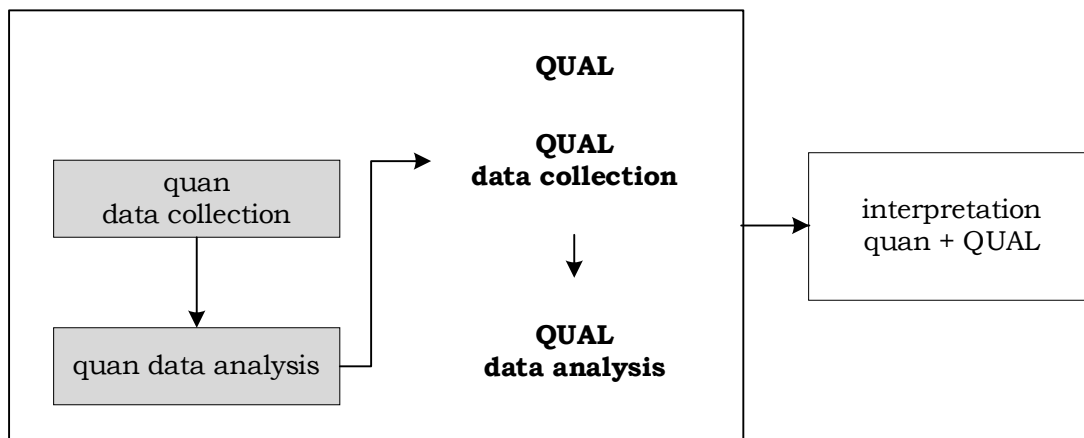 QUAL
quan
data collection
quan data analysis
QUAL
data collection
QUAL
data analysis
interpretation
quan + QUAL